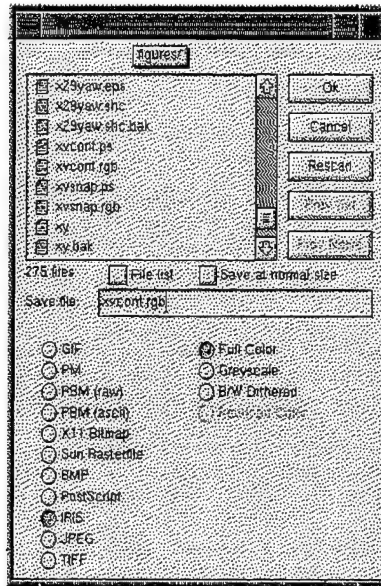 figures/
x29yaw.eps
x29yaw.shc
x29yaw.shc.bak
xvcont.ps
xvcont.rgb
xvsnap.ps
xvsnap.rgb
xy
xy.bak
Ok
Cancel
Rescan
275 files
File list
Save at normal size
Save file:
xvcont.rgb
GIF
PM
PBM (raw)
PBM (ascii)
X11 Bitmap
Sun Rasterfile
BMP
PostScript
IRIS
JPEG
TIFF
Full Color
Greyscale
B/W Dithered